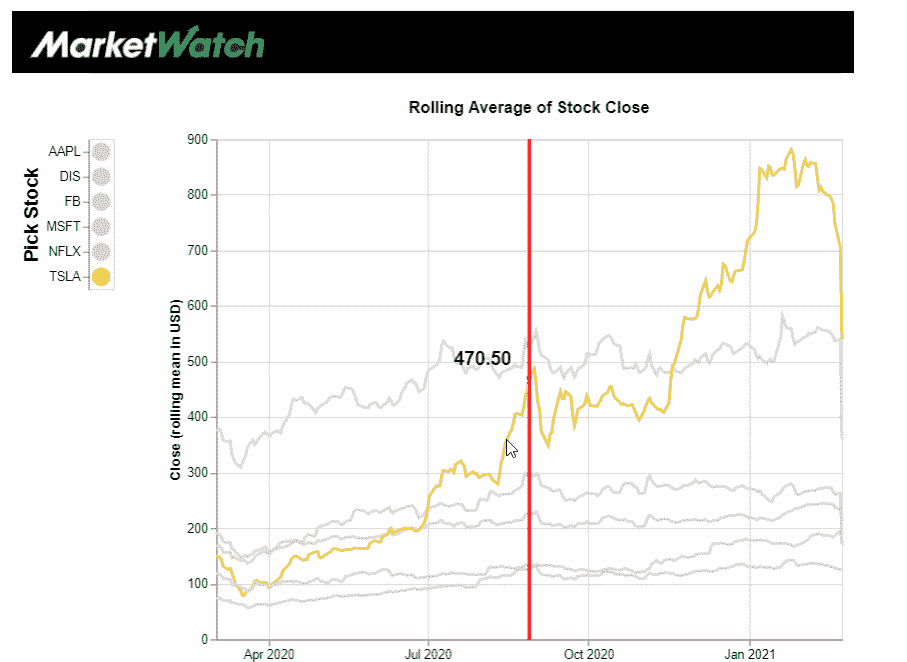 MarketWatch
Rolling Average of Stock Close
Pick Stock
AAPL
DIS
FB
MSFT
NFLX
TSLA
Close (rolling mean in USD)
900
800
700
600
500
400
300
200
100
0
470.50
Apr 2020
Jul 2020
Oct 2020
Jan 2021